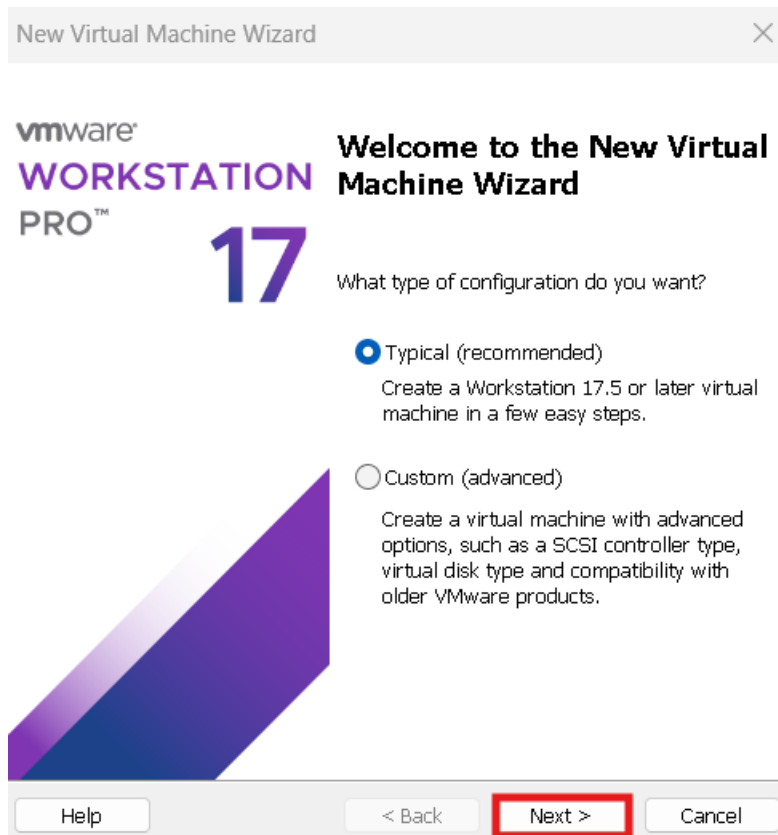 New Virtual Machine Wizard
vmware
WORKSTATION
PRO™
17
Welcome to the New Virtual
Machine Wizard
What type of configuration do you want?
Typical (recommended)
Create a Workstation 17.5 or later virtual
machine in a few easy steps.
Custom (advanced)
Create a virtual machine with advanced
options, such as a SCSI controller type,
virtual disk type and compatibility with
older VMware products.
Help
< Back
Next >
Cancel